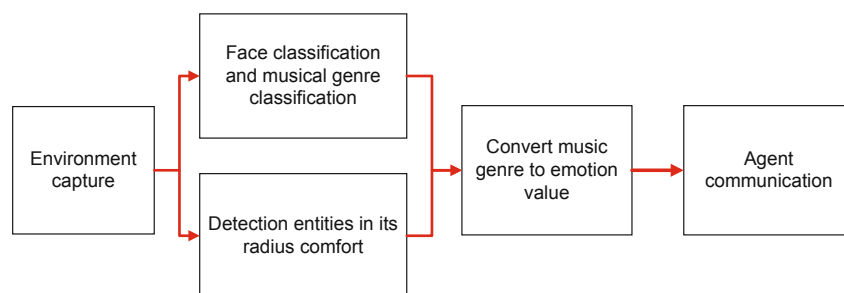 Environment
capture
Face classification
and musical genre
classification
Detection entities in its
radius comfort
Convert music
genre to emotion
value
Agent
communication